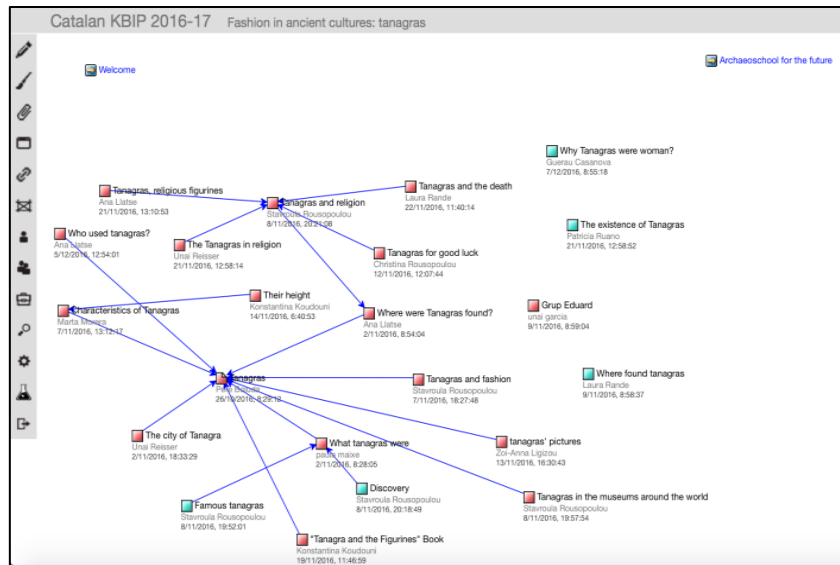 Catalan KBIP 2016-17 Fashion in ancient cultures: tanagras
Welcome
Archaeoschool for the future
Why Tanagras were woman?
Guerau Casanova
7/12/2016, 8:55:18
Tanagras, religious figurines
Ana Llatse
21/11/2016, 13:10:53
Tanagras and religion
Stavroula Rousopoulou
8/11/2016, 20:21:08
Tanagras and the death
Laura Rande
22/11/2016, 11:40:14
The existence of Tanagras
Patricia Ruano
21/11/2016, 12:58:52
Who used tanagras?
Ana Llatse
5/12/2016, 12:54:01
The Tanagras in religion
Unai Reisser
21/11/2016, 12:58:14
Tanagras for good luck
Christina Rousopoulou
12/11/2016, 12:07:44
Their height
Konstantina Koudouni
14/11/2016, 6:40:53
Characteristics of Tanagras
Marta Morera
7/11/2016, 13:12:17
Where were Tanagras found?
Ana Llatse
2/11/2016, 8:54:04
Grup Eduard
unai garcia
9/11/2016, 8:59:04
Tanagras
26/10/2016, 8:29:12
Tanagras and fashion
Stavroula Rousopoulou
7/11/2016, 18:27:48
Where found tanagras
Laura Rande
9/11/2016, 8:58:37
The city of Tanagra
Unai Reisser
2/11/2016, 18:33:29
What tanagras were
paula maixe
2/11/2016, 8:28:05
tanagras' pictures
Zoi-Anna Ligizou
13/11/2016, 16:30:43
Famous tanagras
Stavroula Rousopoulou
8/11/2016, 19:52:01
Discovery
Stavroula Rousopoulou
8/11/2016, 20:18:49
Tanagras in the museums around the world
Stavroula Rousopoulou
8/11/2016, 19:57:54
"Tanagra and the Figurines" Book
Konstantina Koudouni
19/11/2016, 11:46:59